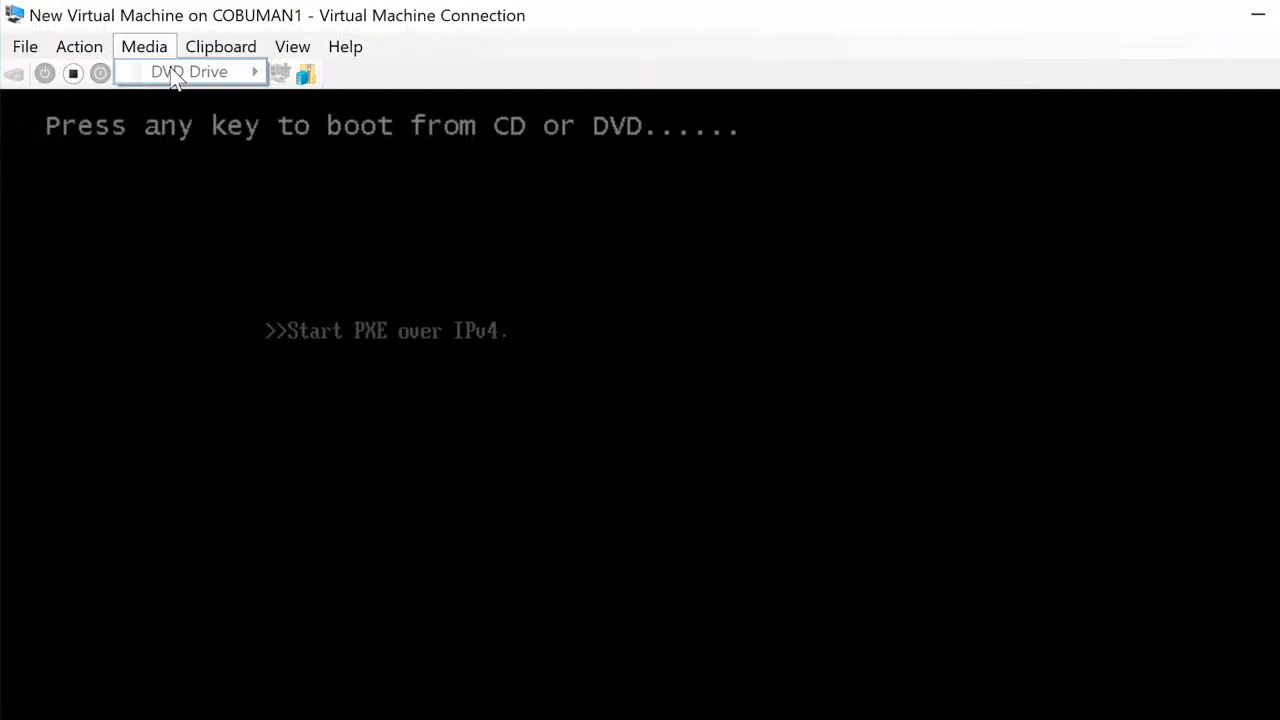 New Virtual Machine on COBUMAN1 - Virtual Machine Connection
File Action Media Clipboard View Help
DVD Drive
Press any key to boot from CD or DVD......
>>Start PXE over IPv4.